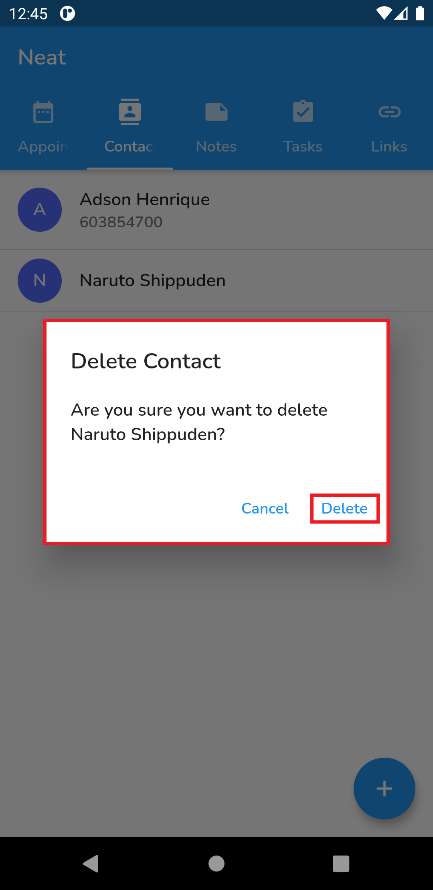 12:45
Neat
Appoin
Contac
Notes
Tasks
Links
A
Adson Henrique
603854700
N
Naruto Shippuden
Delete Contact
Are you sure you want to delete
Naruto Shippuden?
Cancel
Delete
+